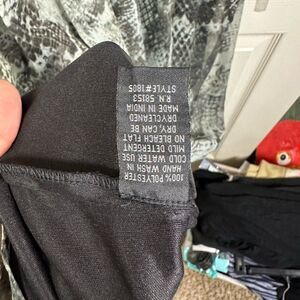 100% POLYESTER
HAND WASH IN
COLD WATER USE
MILD DETERGENT
NO BLEACH FLAT
DRY, CAN BE
DRYCLEANED
MADE IN INDIA
R.N. 58153
STYLE#1805